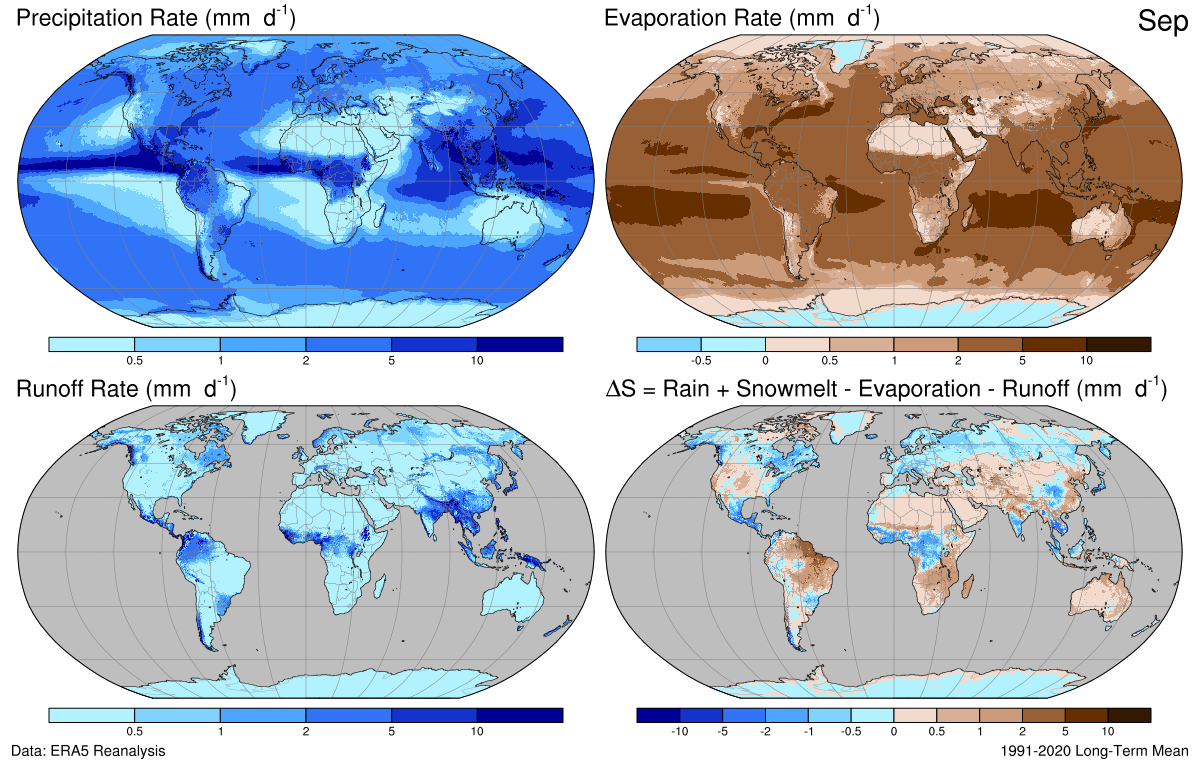 Precipitation Rate (mm d⁻¹)
Evaporation Rate (mm d⁻¹)
Sep
0.5 1 2 5 10
-0.5 0 0.5 1 2 5 10
Runoff Rate (mm d⁻¹)
ΔS = Rain + Snowmelt - Evaporation - Runoff (mm d⁻¹)
0.5 1 2 5 10
-10 -5 -2 -1 -0.5 0 0.5 1 2 5 10
Data: ERA5 Reanalysis
1991-2020 Long-Term Mean